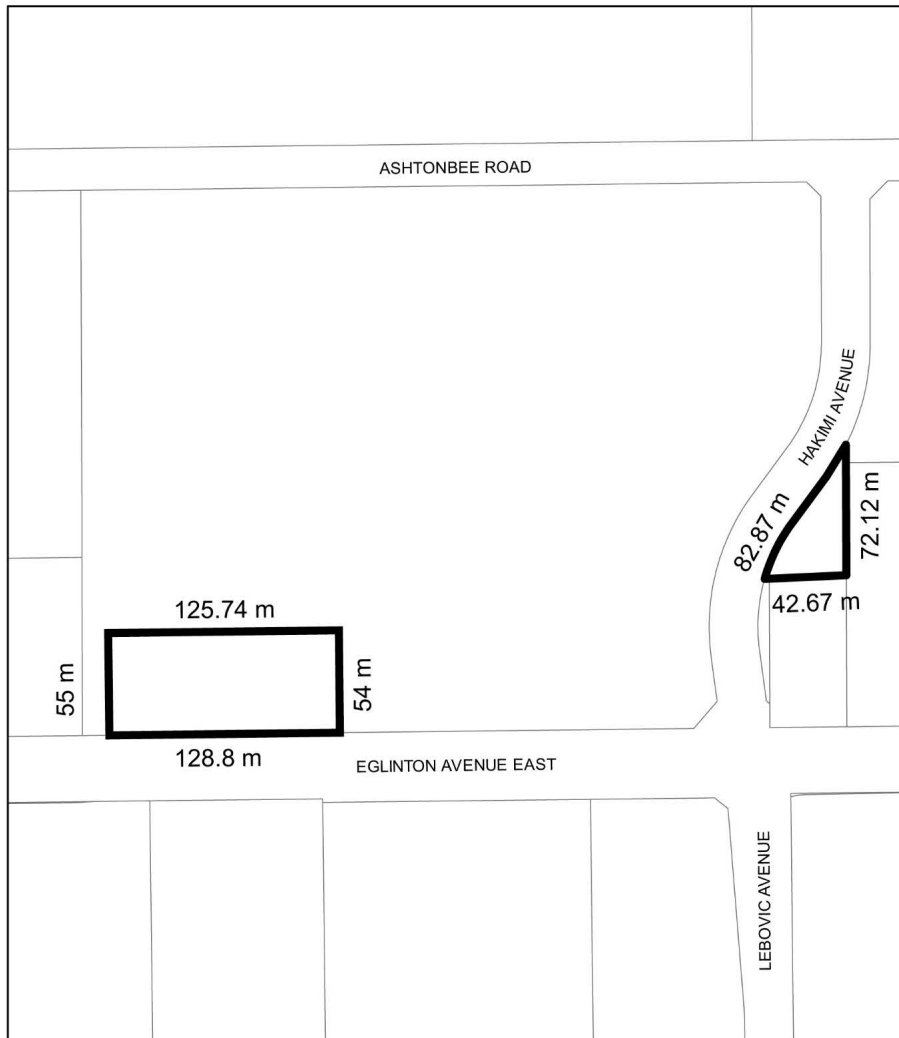 ASHTONBEE ROAD
HAKIMI AVENUE
82.87 m
72.12 m
42.67 m
125.74 m
55 m
54 m
128.8 m
EGLINTON AVENUE EAST
LEBOVIC AVENUE